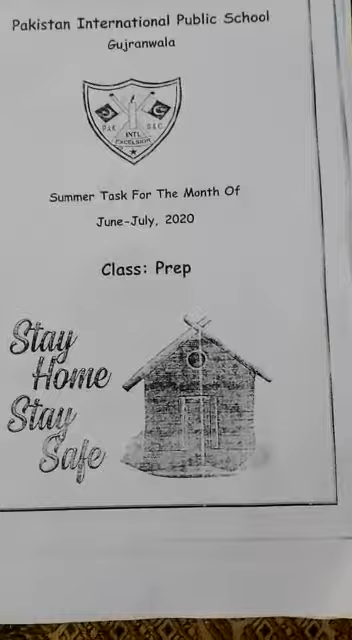 Pakistan International Public School
Gujranwala
PAK
INTL
EXCELSIOR
Summer Task For The Month Of
June-July, 2020
Class: Prep
Stay
Home
Stay
Safe